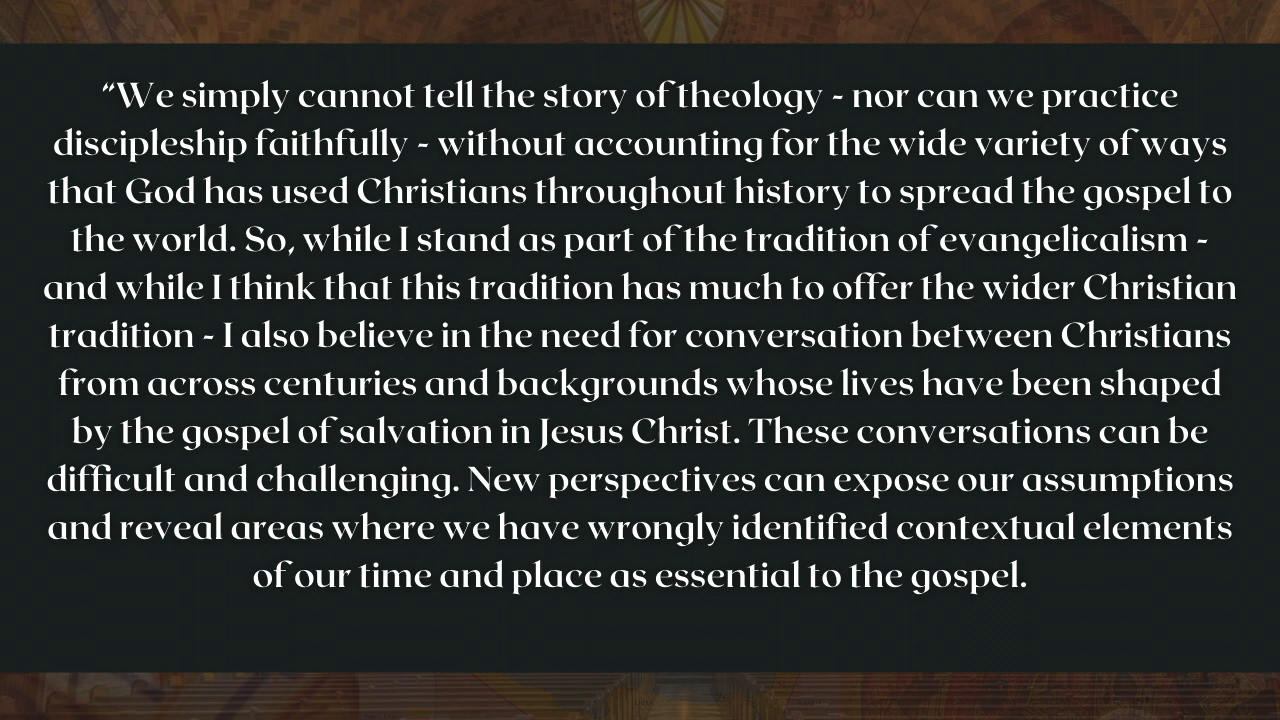 “We simply cannot tell the story of theology - nor can we practice
discipleship faithfully - without accounting for the wide variety of ways
that God has used Christians throughout history to spread the gospel to
the world. So, while I stand as part of the tradition of evangelicalism -
and while I think that this tradition has much to offer the wider Christian
tradition - I also believe in the need for conversation between Christians
from across centuries and backgrounds whose lives have been shaped
by the gospel of salvation in Jesus Christ. These conversations can be
difficult and challenging. New perspectives can expose our assumptions
and reveal areas where we have wrongly identified contextual elements
of our time and place as essential to the gospel.